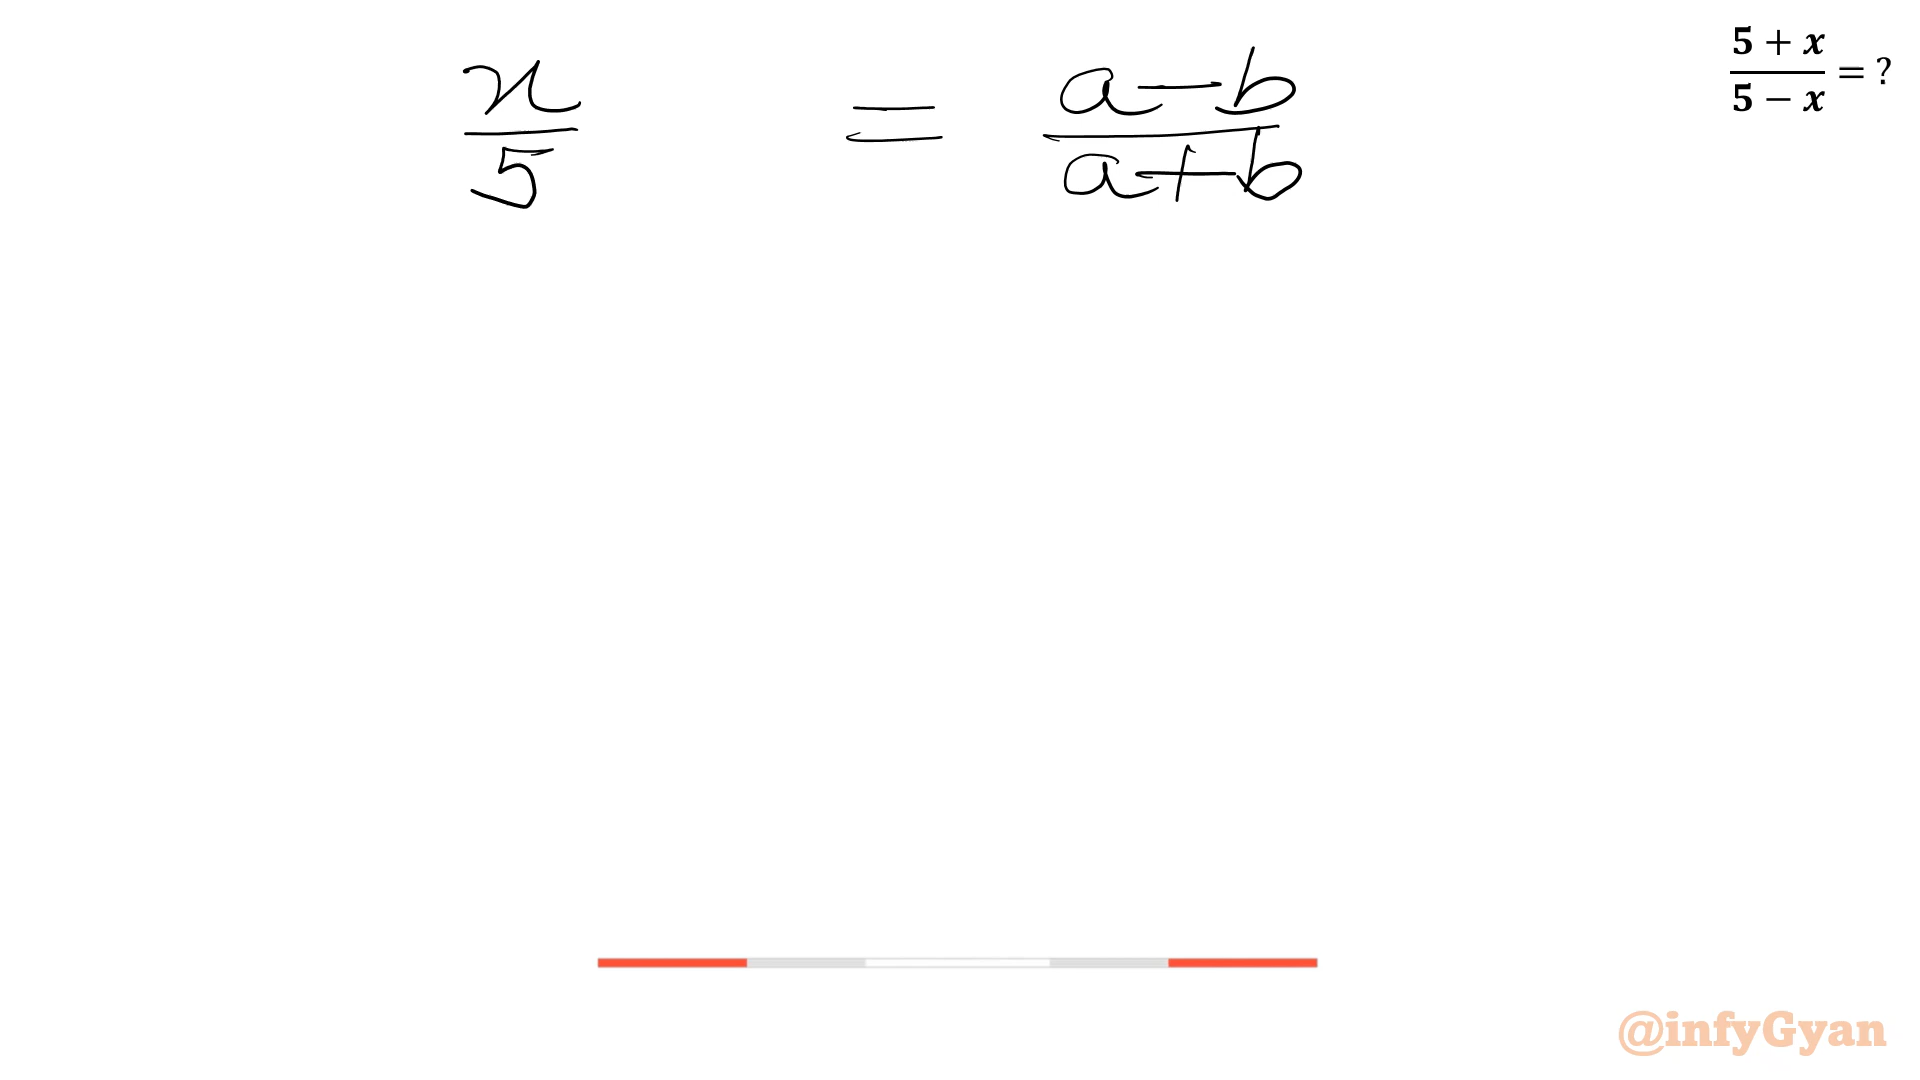 x/5 = a-b/a+b
5 + x/5 − x = ?
@infyGyan